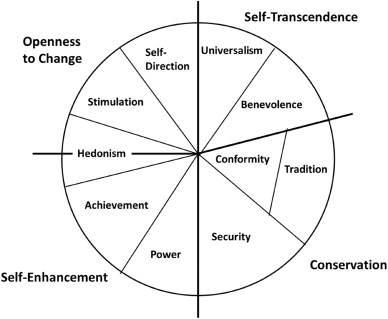 Self-Transcendence
Openness
to Change
Self-
Direction
Universalism
Stimulation
Benevolence
Hedonism
Conformity
Tradition
Achievement
Security
Power
Conservation
Self-Enhancement